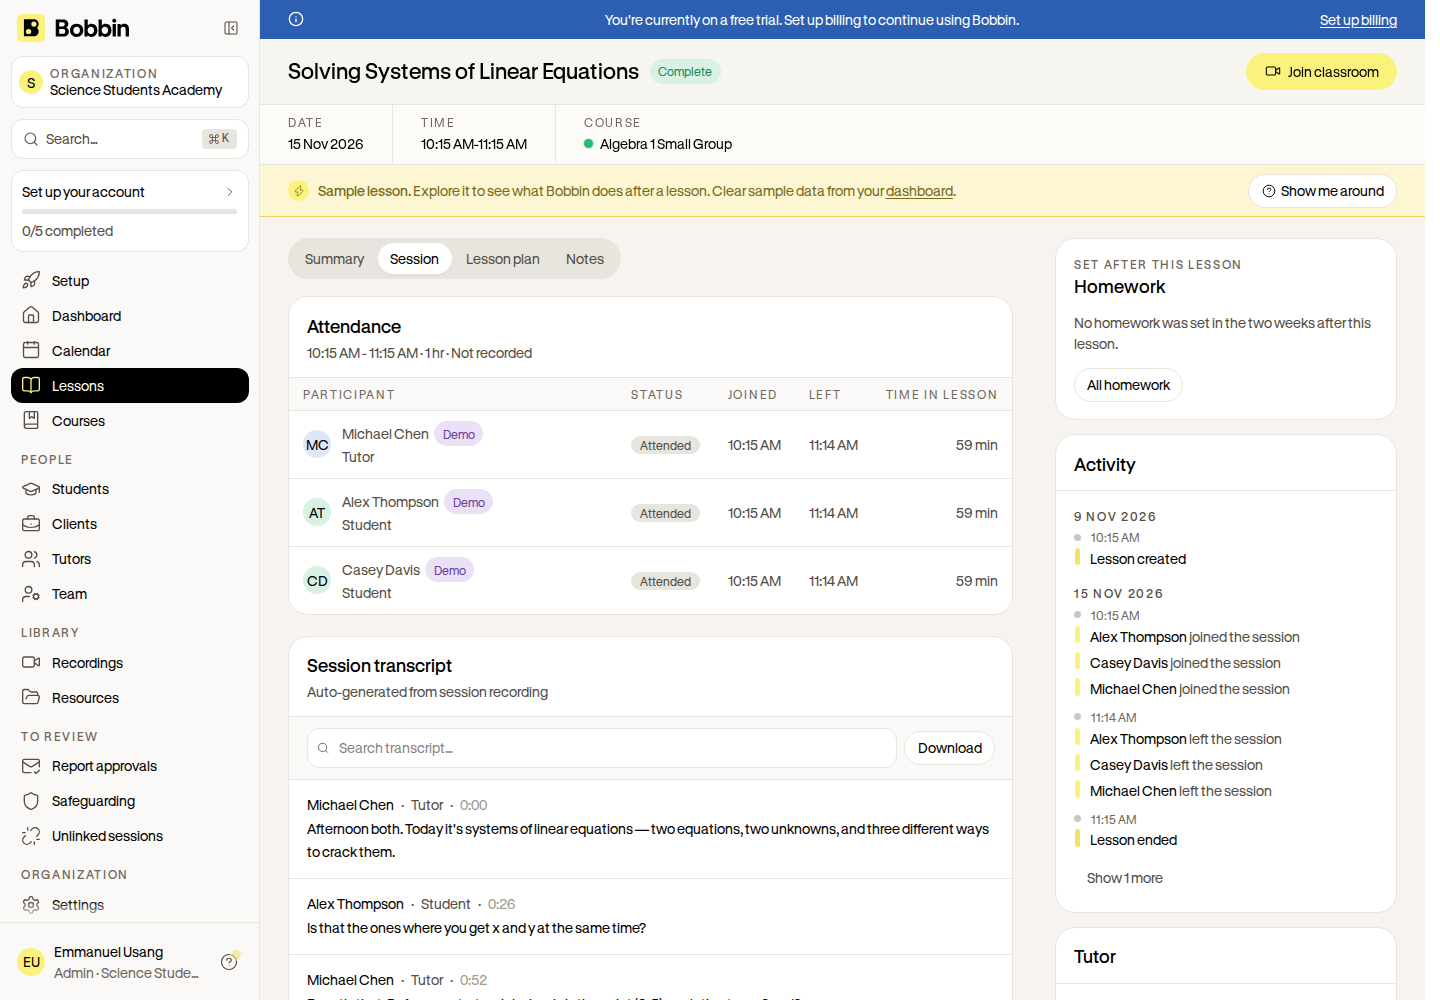 Bobbin
ORGANIZATION
S
Science Students Academy
Search...
⌘ K
Set up your account
0/5 completed
Setup
Dashboard
Calendar
Lessons
Courses
PEOPLE
Students
Clients
Tutors
Team
LIBRARY
Recordings
Resources
TO REVIEW
Report approvals
Safeguarding
Unlinked sessions
ORGANIZATION
Settings
EU
Emmanuel Usang
Admin · Science Stude...
You're currently on a free trial. Set up billing to continue using Bobbin.
Set up billing
Solving Systems of Linear Equations
Complete
Join classroom
DATE
15 Nov 2026
TIME
10:15 AM-11:15 AM
COURSE
Algebra 1 Small Group
Sample lesson. Explore it to see what Bobbin does after a lesson. Clear sample data from your dashboard.
Show me around
Summary
Session
Lesson plan
Notes
Attendance
10:15 AM - 11:15 AM · 1 hr · Not recorded
PARTICIPANT STATUS JOINED LEFT TIME IN LESSON
MC Michael Chen Demo
Tutor
Attended 10:15 AM 11:14 AM 59 min
AT Alex Thompson Demo
Student
Attended 10:15 AM 11:14 AM 59 min
CD Casey Davis Demo
Student
Attended 10:15 AM 11:14 AM 59 min
Session transcript
Auto-generated from session recording
Search transcript...
Download
Michael Chen · Tutor · 0:00
Afternoon both. Today it's systems of linear equations — two equations, two unknowns, and three different ways
to crack them.
Alex Thompson · Student · 0:26
Is that the ones where you get x and y at the same time?
Michael Chen · Tutor · 0:52
SET AFTER THIS LESSON
Homework
No homework was set in the two weeks after this
lesson.
All homework
Activity
9 NOV 2026
10:15 AM
Lesson created
15 NOV 2026
10:15 AM
Alex Thompson joined the session
Casey Davis joined the session
Michael Chen joined the session
11:14 AM
Alex Thompson left the session
Casey Davis left the session
Michael Chen left the session
11:15 AM
Lesson ended
Show 1 more
Tutor